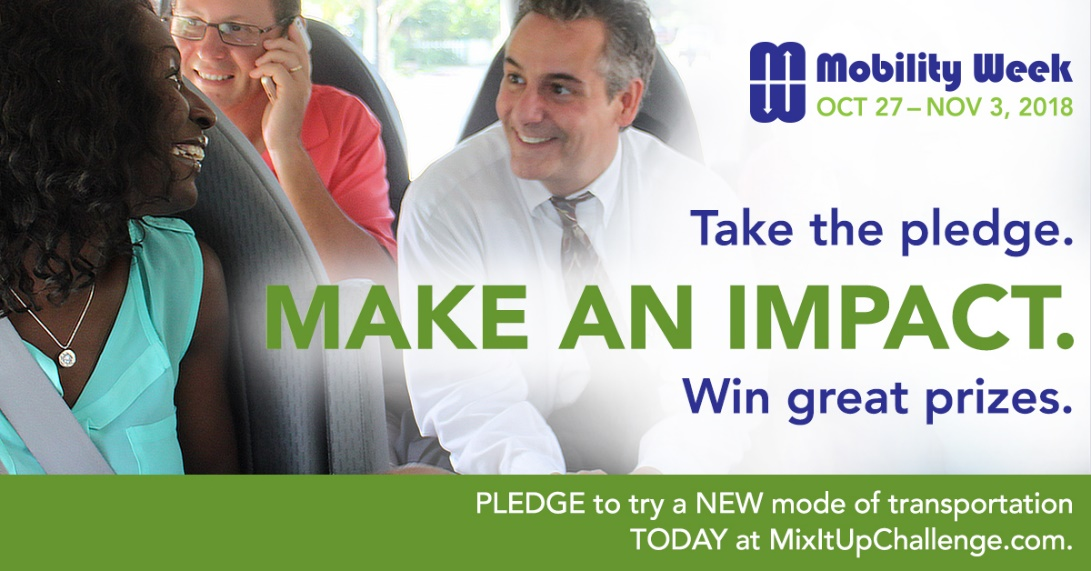 Mobility Week
OCT 27–NOV 3, 2018
Take the pledge.
MAKE AN IMPACT.
Win great prizes.
PLEDGE to try a NEW mode of transportation
TODAY at MixItUpChallenge.com.